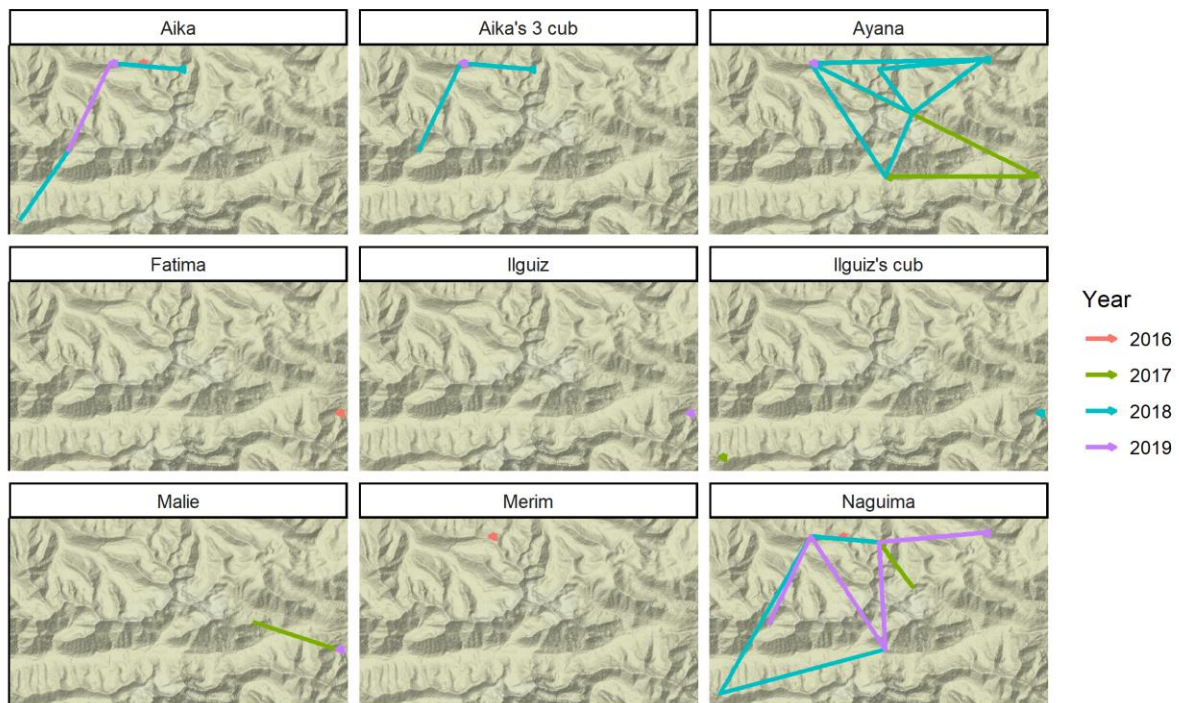 Aika
Aika's 3 cub
Ayana
Fatima
Ilguiz
Ilguiz's cub
Year
2016
2017
2018
2019
Malie
Merim
Naguima